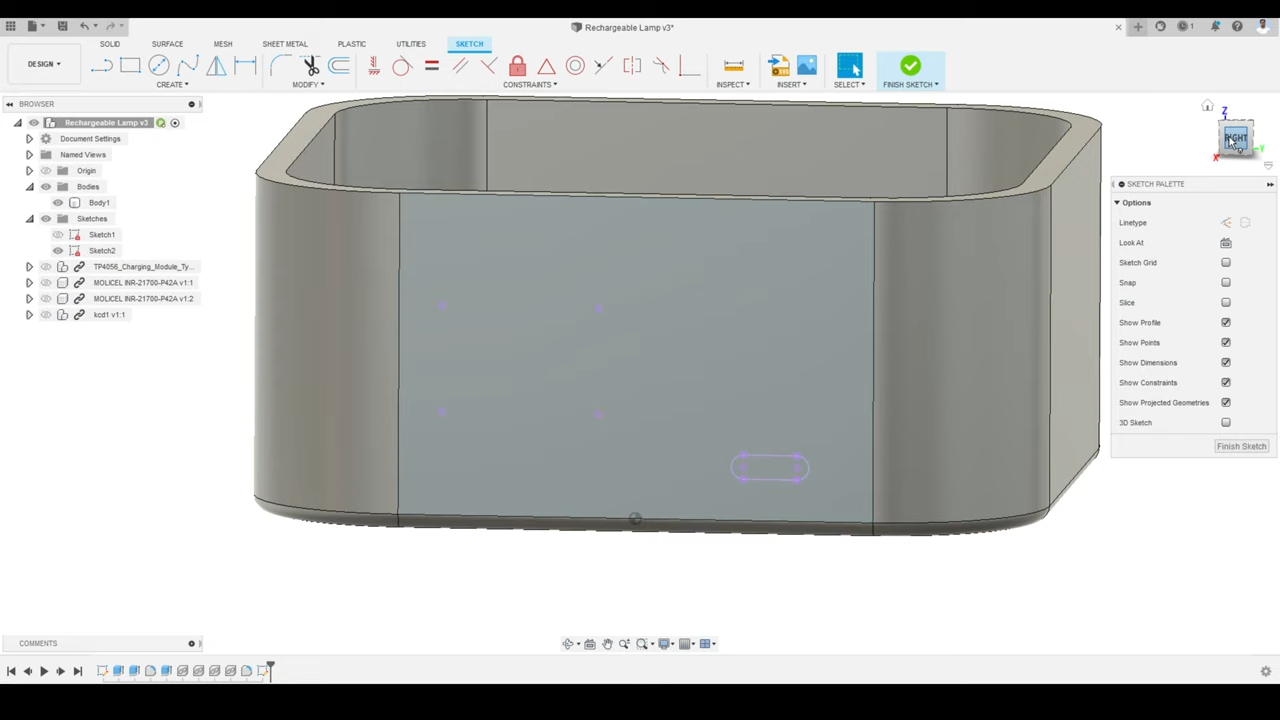 Rechargeable Lamp v3*
1
SOLID SURFACE MESH SHEET METAL PLASTIC UTILITIES SKETCH
DESIGN
CREATE MODIFY CONSTRAINTS INSPECT INSERT SELECT FINISH SKETCH
BROWSER
Rechargeable Lamp v3
Document Settings
Named Views
Origin
Bodies
Body1
Sketches
Sketch1
Sketch2
TP4056_Charging_Module_Ty...
MOLICEL INR-21700-P42A v1:1
MOLICEL INR-21700-P42A v1:2
kcd1 v1:1
Z
RIGHT
X
Y
SKETCH PALETTE
Options
Linetype
Look At
Sketch Grid
Snap
Slice
Show Profile
Show Points
Show Dimensions
Show Constraints
Show Projected Geometries
3D Sketch
Finish Sketch
COMMENTS